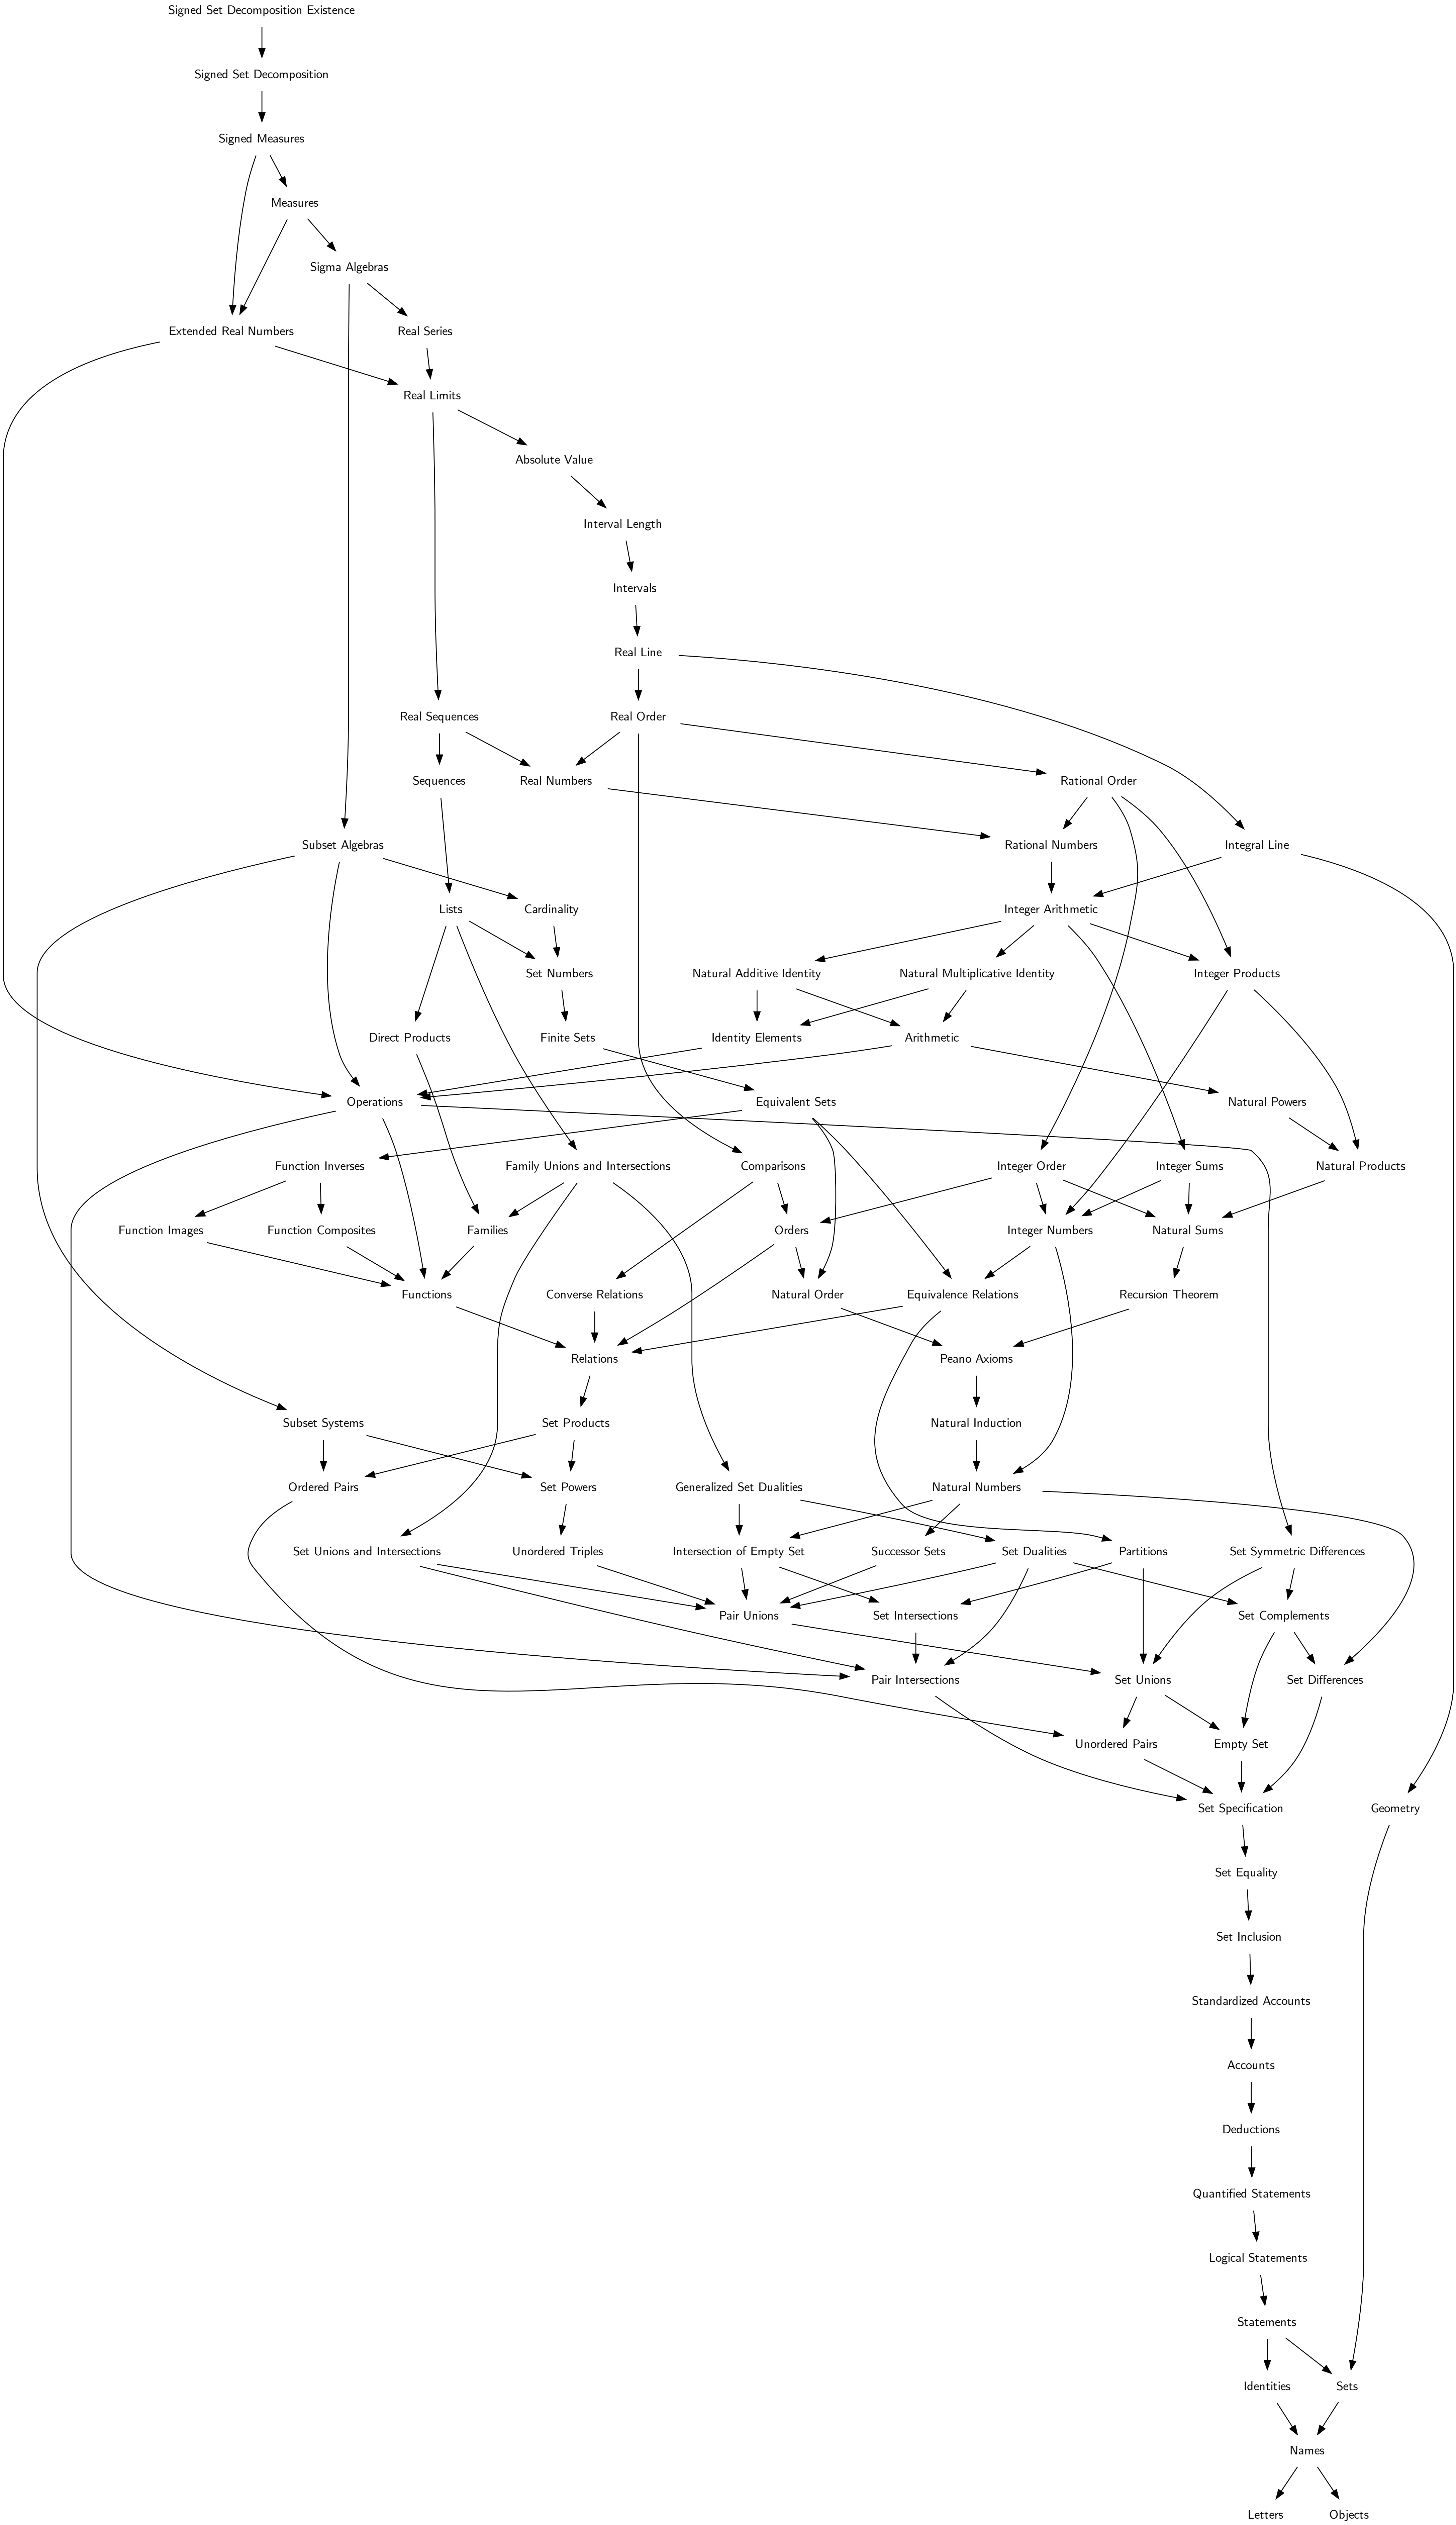 Signed Set Decomposition Existence
Signed Set Decomposition
Signed Measures
Measures
Sigma Algebras
Extended Real Numbers
Real Series
Real Limits
Absolute Value
Interval Length
Intervals
Real Line
Real Sequences
Real Order
Sequences
Real Numbers
Rational Order
Subset Algebras
Rational Numbers
Integral Line
Lists
Cardinality
Integer Arithmetic
Set Numbers
Natural Additive Identity
Natural Multiplicative Identity
Integer Products
Direct Products
Finite Sets
Identity Elements
Arithmetic
Operations
Equivalent Sets
Natural Powers
Function Inverses
Family Unions and Intersections
Comparisons
Integer Order
Integer Sums
Natural Products
Function Images
Function Composites
Families
Orders
Integer Numbers
Natural Sums
Functions
Converse Relations
Natural Order
Equivalence Relations
Recursion Theorem
Relations
Peano Axioms
Subset Systems
Set Products
Natural Induction
Ordered Pairs
Set Powers
Generalized Set Dualities
Natural Numbers
Set Unions and Intersections
Unordered Triples
Intersection of Empty Set
Successor Sets
Set Dualities
Partitions
Set Symmetric Differences
Pair Unions
Set Intersections
Set Complements
Pair Intersections
Set Unions
Set Differences
Unordered Pairs
Empty Set
Set Specification
Geometry
Set Equality
Set Inclusion
Standardized Accounts
Accounts
Deductions
Quantified Statements
Logical Statements
Statements
Identities
Sets
Names
Letters
Objects